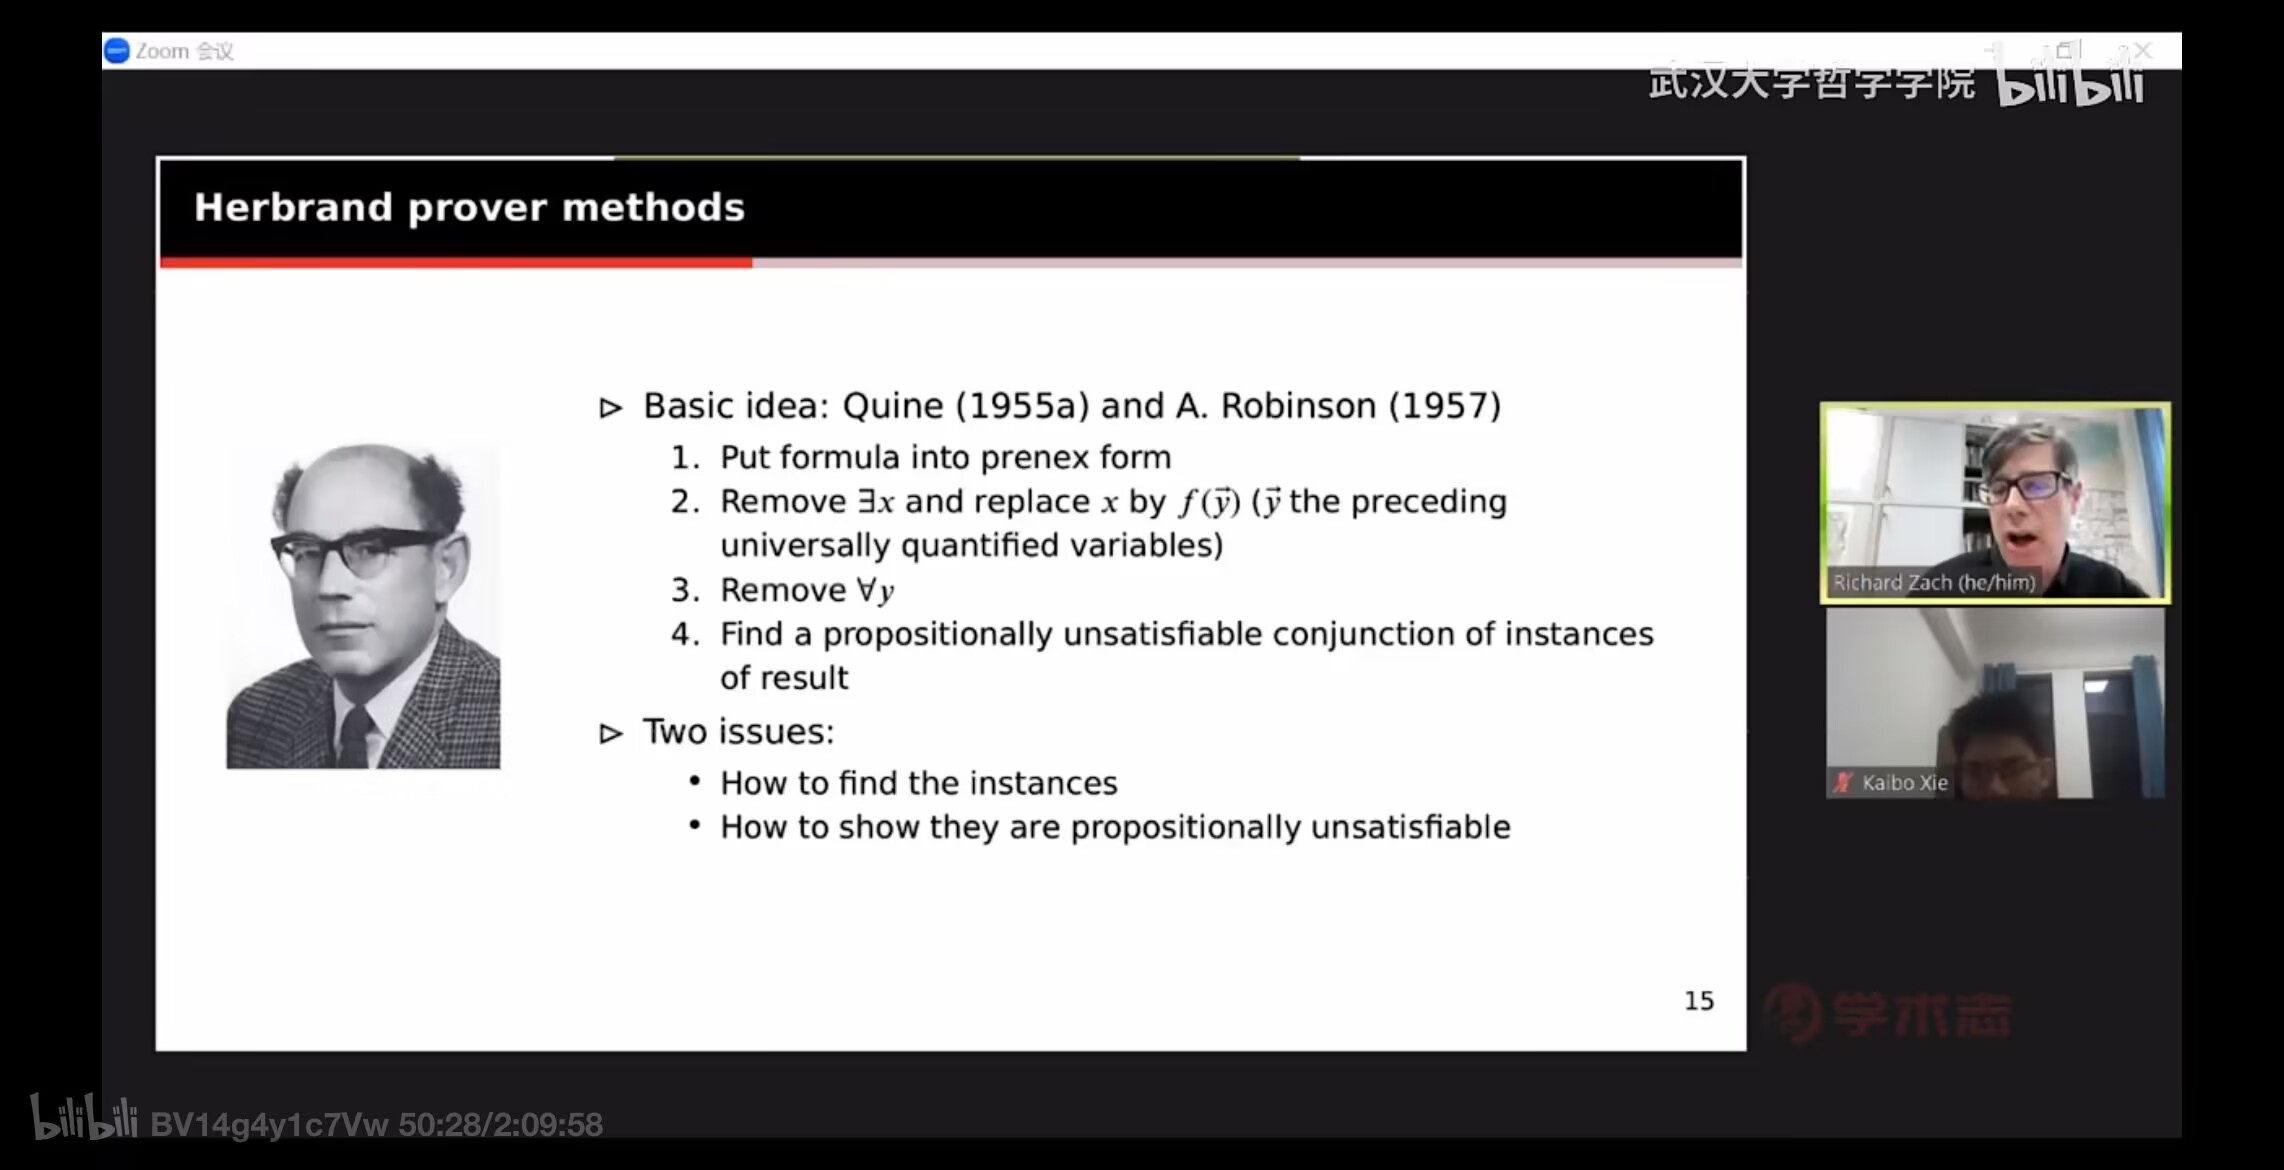 Zoom 会议
武汉大学哲学学院 bilibili
Herbrand prover methods
▷ Basic idea: Quine (1955a) and A. Robinson (1957)
1. Put formula into prenex form
2. Remove ∃x and replace x by f(y⃗) (y⃗ the preceding
universally quantified variables)
3. Remove ∀y
4. Find a propositionally unsatisfiable conjunction of instances
of result
▷ Two issues:
• How to find the instances
• How to show they are propositionally unsatisfiable
15
Richard Zach (he/him)
Kaibo Xie
学术志
bilibili BV14g4y1c7Vw 50:28/2:09:58